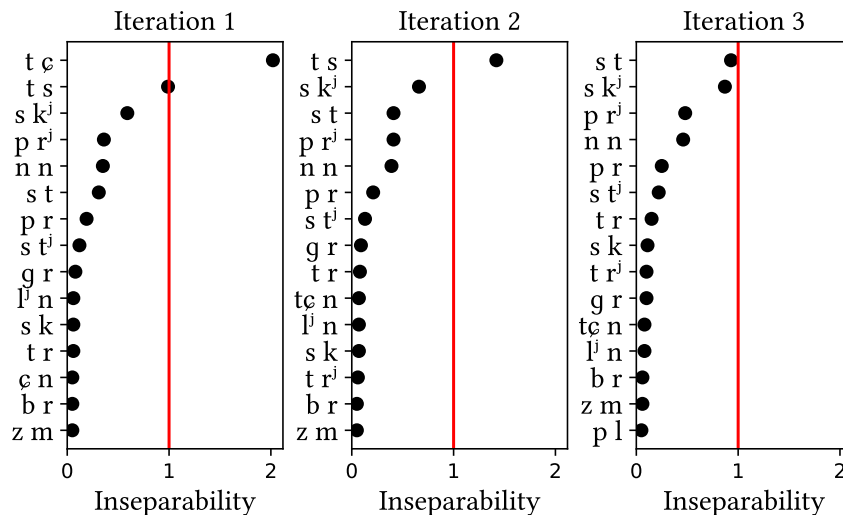 Iteration 1
t ɕ
t s
s kʲ
p rʲ
n n
s t
p r
s tʲ
g r
lʲ n
s k
t r
ɕ n
b r
z m
0 1 2
Inseparability
Iteration 2
t s
s kʲ
s t
p rʲ
n n
p r
s tʲ
g r
t r
tɕ n
lʲ n
s k
t rʲ
b r
z m
0 1 2
Inseparability
Iteration 3
s t
s kʲ
p rʲ
n n
p r
s tʲ
t r
s k
t rʲ
g r
tɕ n
lʲ n
b r
z m
p l
0 1 2
Inseparability